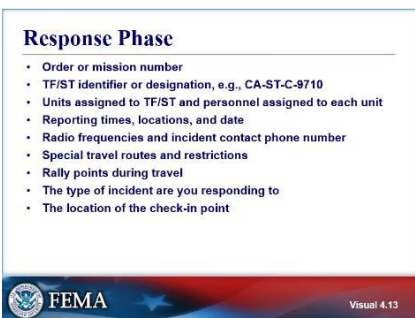 Response Phase
• Order or mission number
• TF/ST identifier or designation, e.g., CA-ST-C-9710
• Units assigned to TF/ST and personnel assigned to each unit
• Reporting times, locations, and date
• Radio frequencies and incident contact phone number
• Special travel routes and restrictions
• Rally points during travel
• The type of incident are you responding to
• The location of the check-in point
FEMA
Visual 4.13